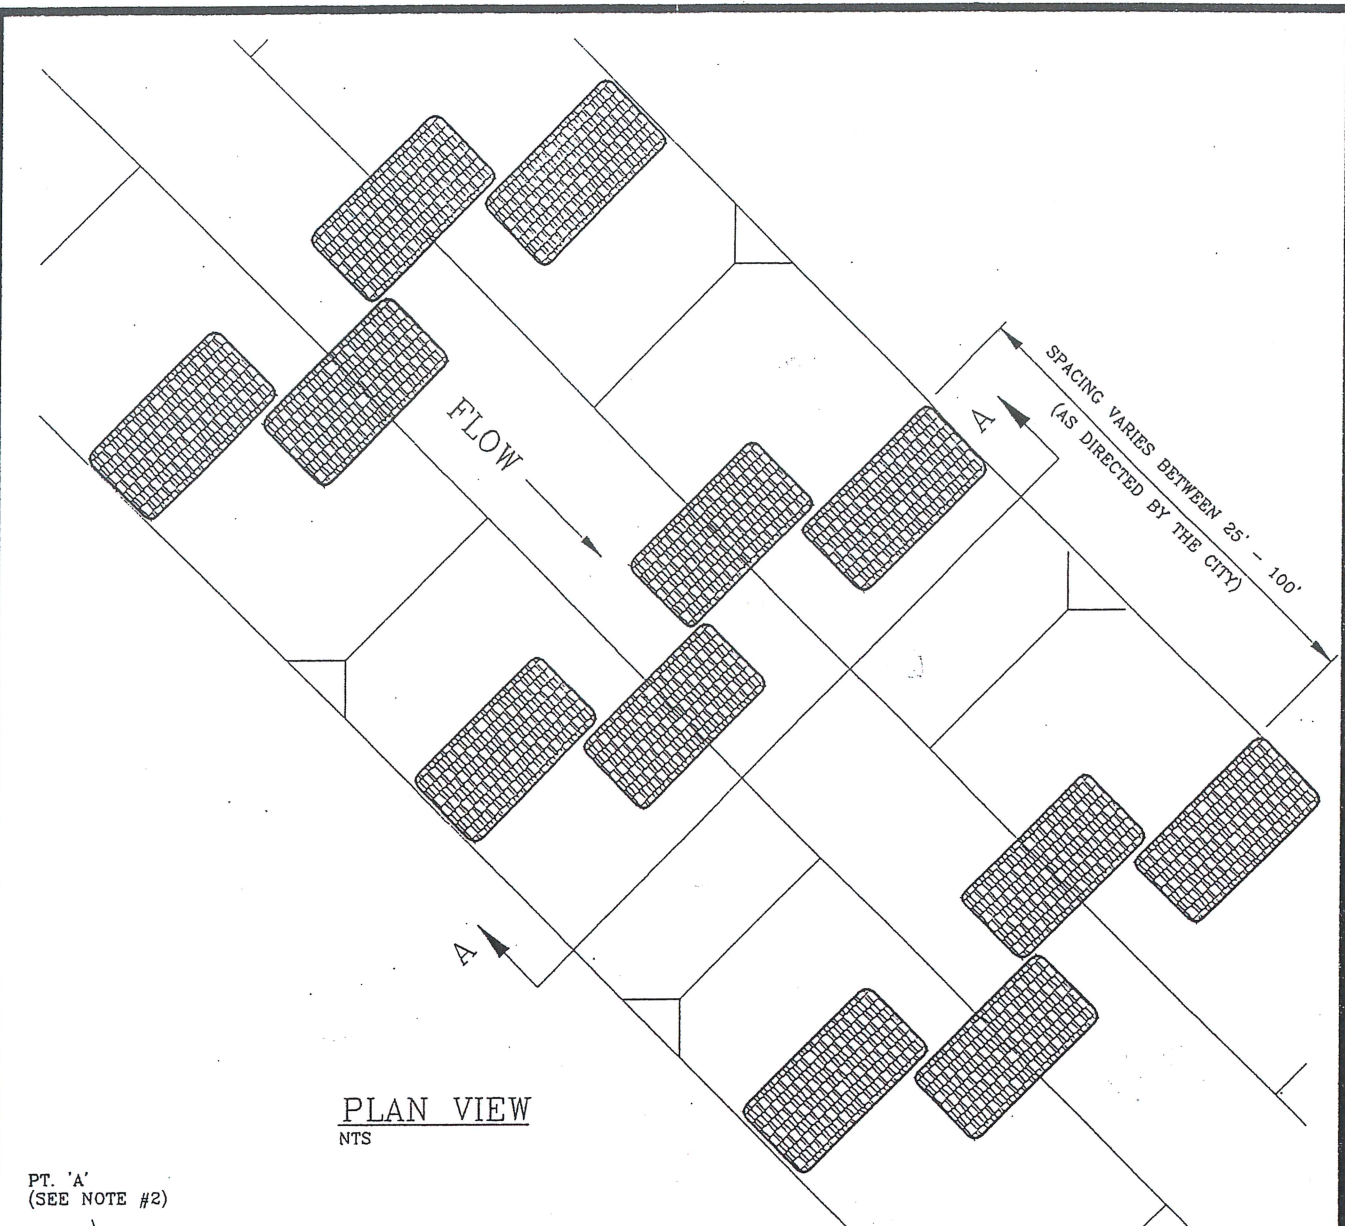 SPACING VARIES BETWEEN 25' - 100'
(AS DIRECTED BY THE CITY)
A
FLOW
A
PLAN VIEW
NTS
PT. 'A'
(SEE NOTE #2)